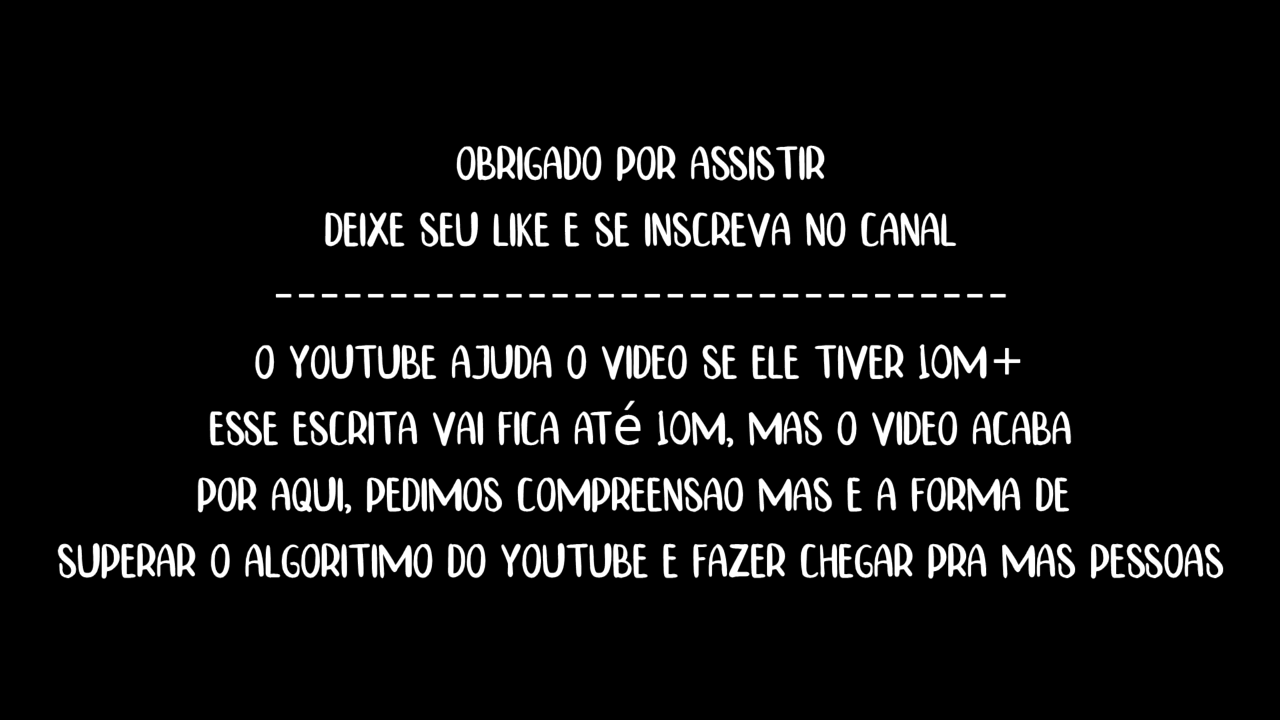 OBRIGADO POR ASSISTIR
DEIXE SEU LIKE E SE INSCREVA NO CANAL
--------------------------------
O YOUTUBE AJUDA O VIDEO SE ELE TIVER 10M+
ESSE ESCRITA VAI FICA ATÉ 10M, MAS O VIDEO ACABA
POR AQUI, PEDIMOS COMPREENSAO MAS E A FORMA DE
SUPERAR O ALGORITIMO DO YOUTUBE E FAZER CHEGAR PRA MAS PESSOAS